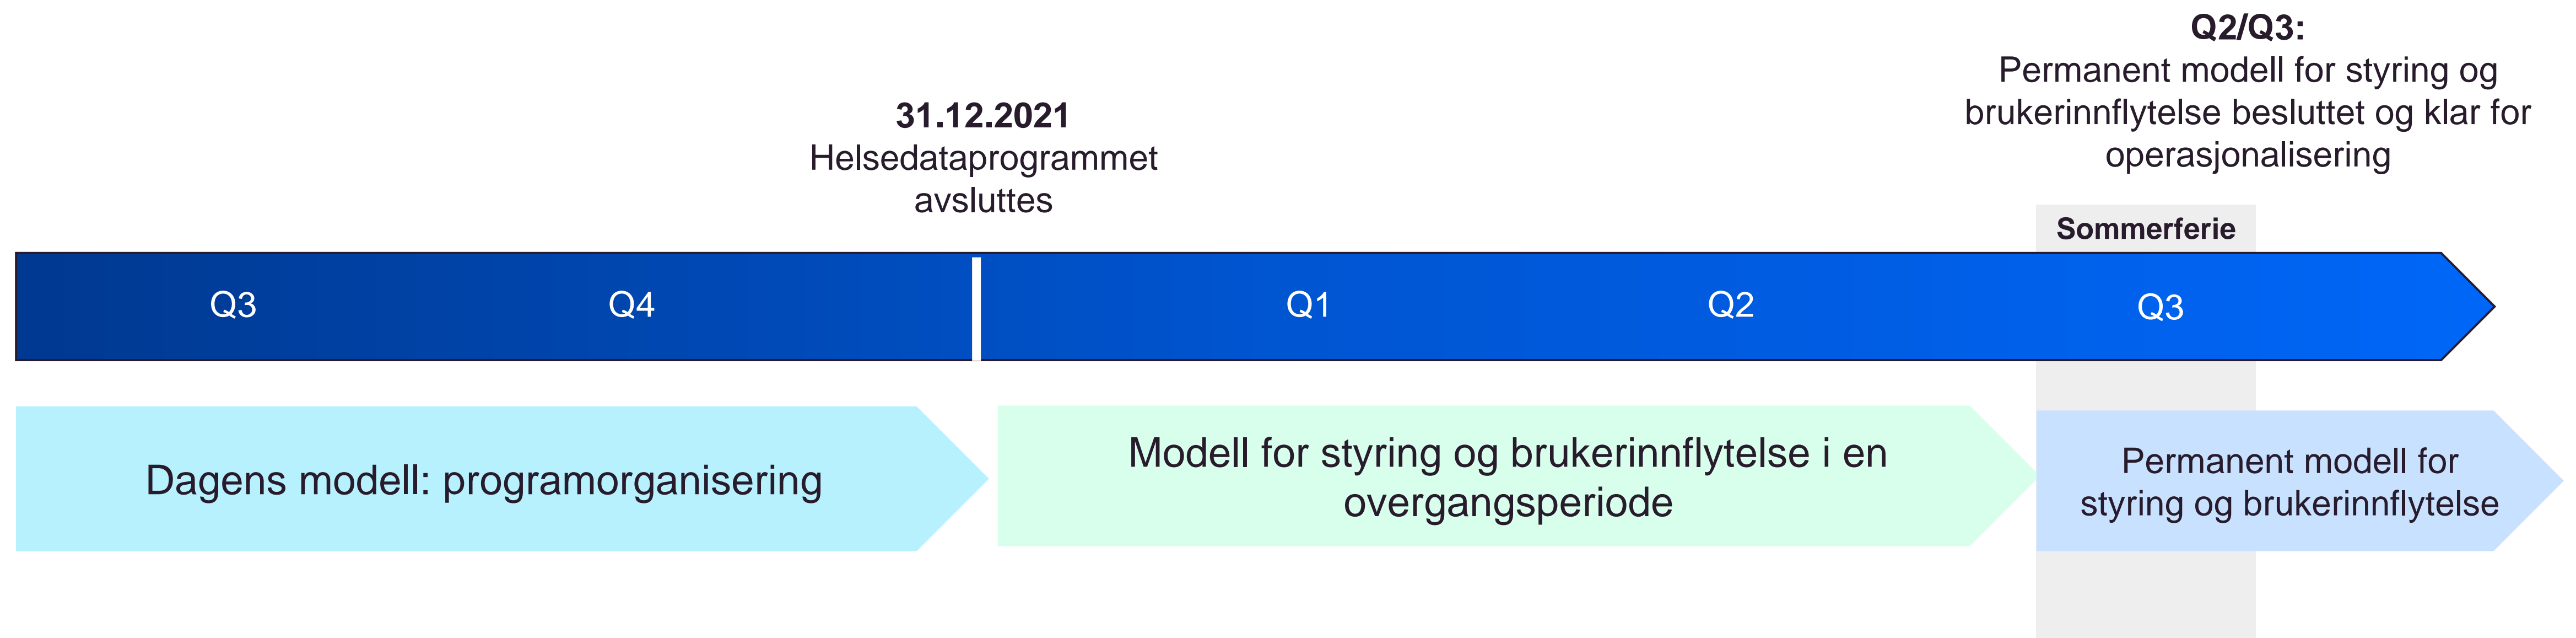 Q2/Q3:
Permanent modell for styring og
brukerinnflytelse besluttet og klar for
operasjonalisering
31.12.2021
Helsedataprogrammet
avsluttes
Sommerferie
Q3
Q4
Q1
Q2
Q3
Dagens modell: programorganisering
Modell for styring og brukerinnflytelse i en
overgangsperiode
Permanent modell for
styring og brukerinnflytelse